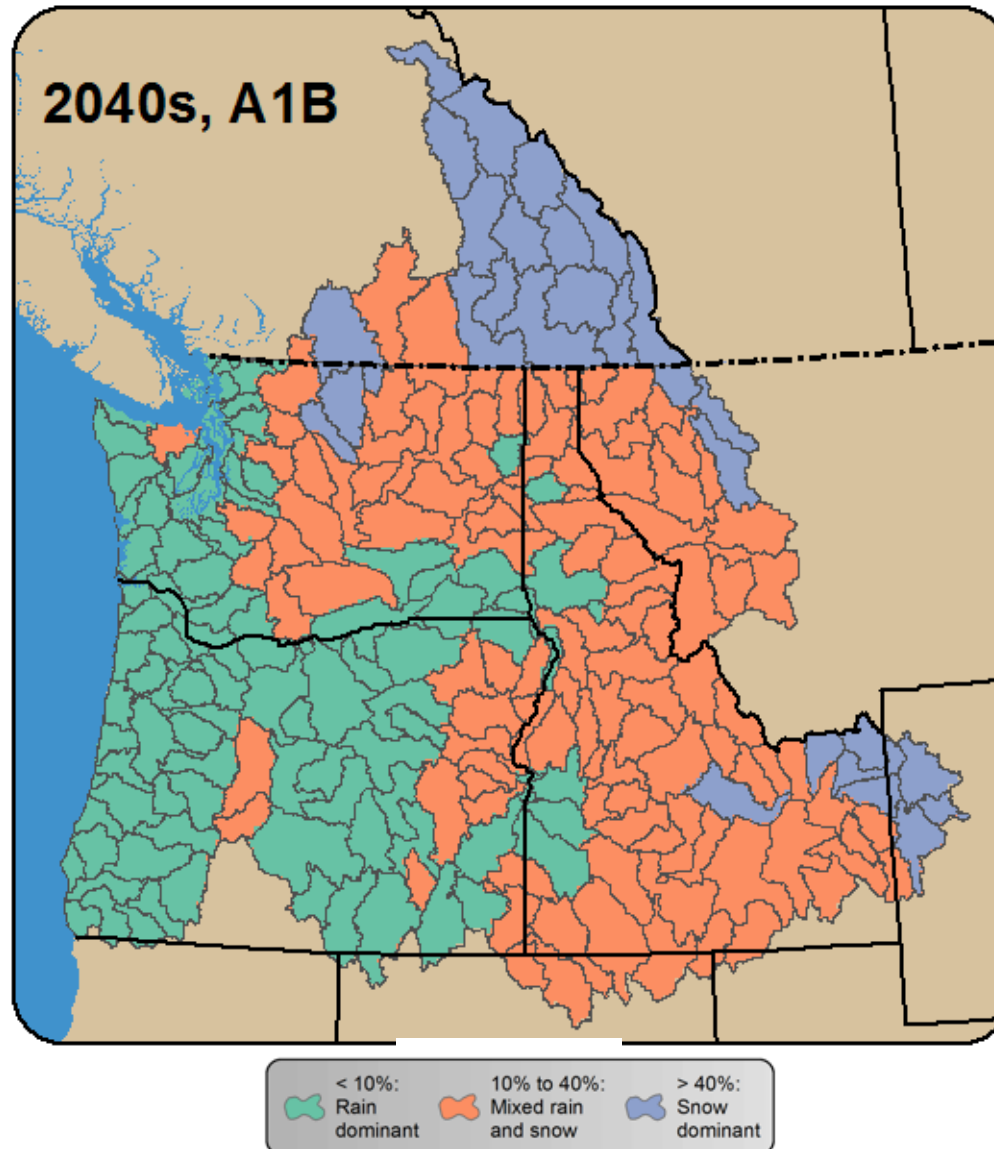 2040s, A1B
< 10%:
Rain
dominant
10% to 40%:
Mixed rain
and snow
> 40%:
Snow
dominant